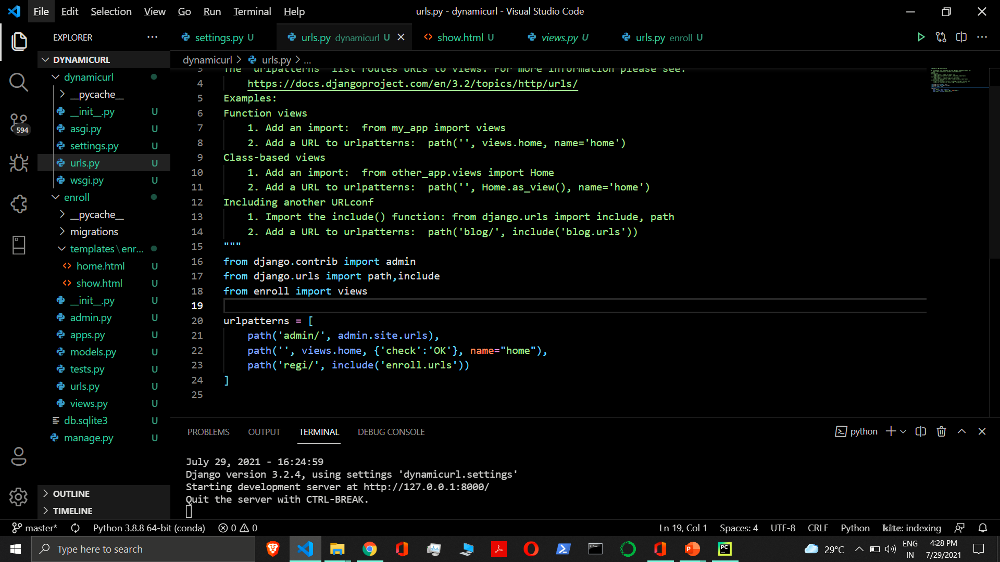 File Edit Selection View Go Run Terminal Help
urls.py - dynamicurl - Visual Studio Code
EXPLORER ...
settings.py U
urls.py dynamicurl U
show.html U
views.py U
urls.py enroll U
DYNAMICURL
dynamicurl
__pycache__
__init__.py U
asgi.py U
settings.py U
urls.py U
wsgi.py U
enroll
__pycache__
migrations
templates\enr...
home.html U
show.html U
__init__.py U
admin.py U
apps.py U
models.py U
tests.py U
urls.py U
views.py U
db.sqlite3 U
manage.py U
OUTLINE
TIMELINE
594
dynamicurl > urls.py > ...
3 The `urlpatterns` list routes URLs to views. For more information please see:
4 https://docs.djangoproject.com/en/3.2/topics/http/urls/
5 Examples:
6 Function views
7 1. Add an import:  from my_app import views
8 2. Add a URL to urlpatterns:  path('', views.home, name='home')
9 Class-based views
10 1. Add an import:  from other_app.views import Home
11 2. Add a URL to urlpatterns:  path('', Home.as_view(), name='home')
12 Including another URLconf
13 1. Import the include() function: from django.urls import include, path
14 2. Add a URL to urlpatterns:  path('blog/', include('blog.urls'))
15 """
16 from django.contrib import admin
17 from django.urls import path,include
18 from enroll import views
19
20 urlpatterns = [
21 path('admin/', admin.site.urls),
22 path('', views.home, {'check':'OK'}, name="home"),
23 path('regi/', include('enroll.urls'))
24 ]
25
PROBLEMS OUTPUT TERMINAL DEBUG CONSOLE
python
July 29, 2021 - 16:24:59
Django version 3.2.4, using settings 'dynamicurl.settings'
Starting development server at http://127.0.0.1:8000/
Quit the server with CTRL-BREAK.
master* Python 3.8.8 64-bit (conda) 0 0 Ln 19, Col 1 Spaces: 4 UTF-8 CRLF Python kite: indexing
Type here to search
29°C
ENG
IN
4:28 PM
7/29/2021